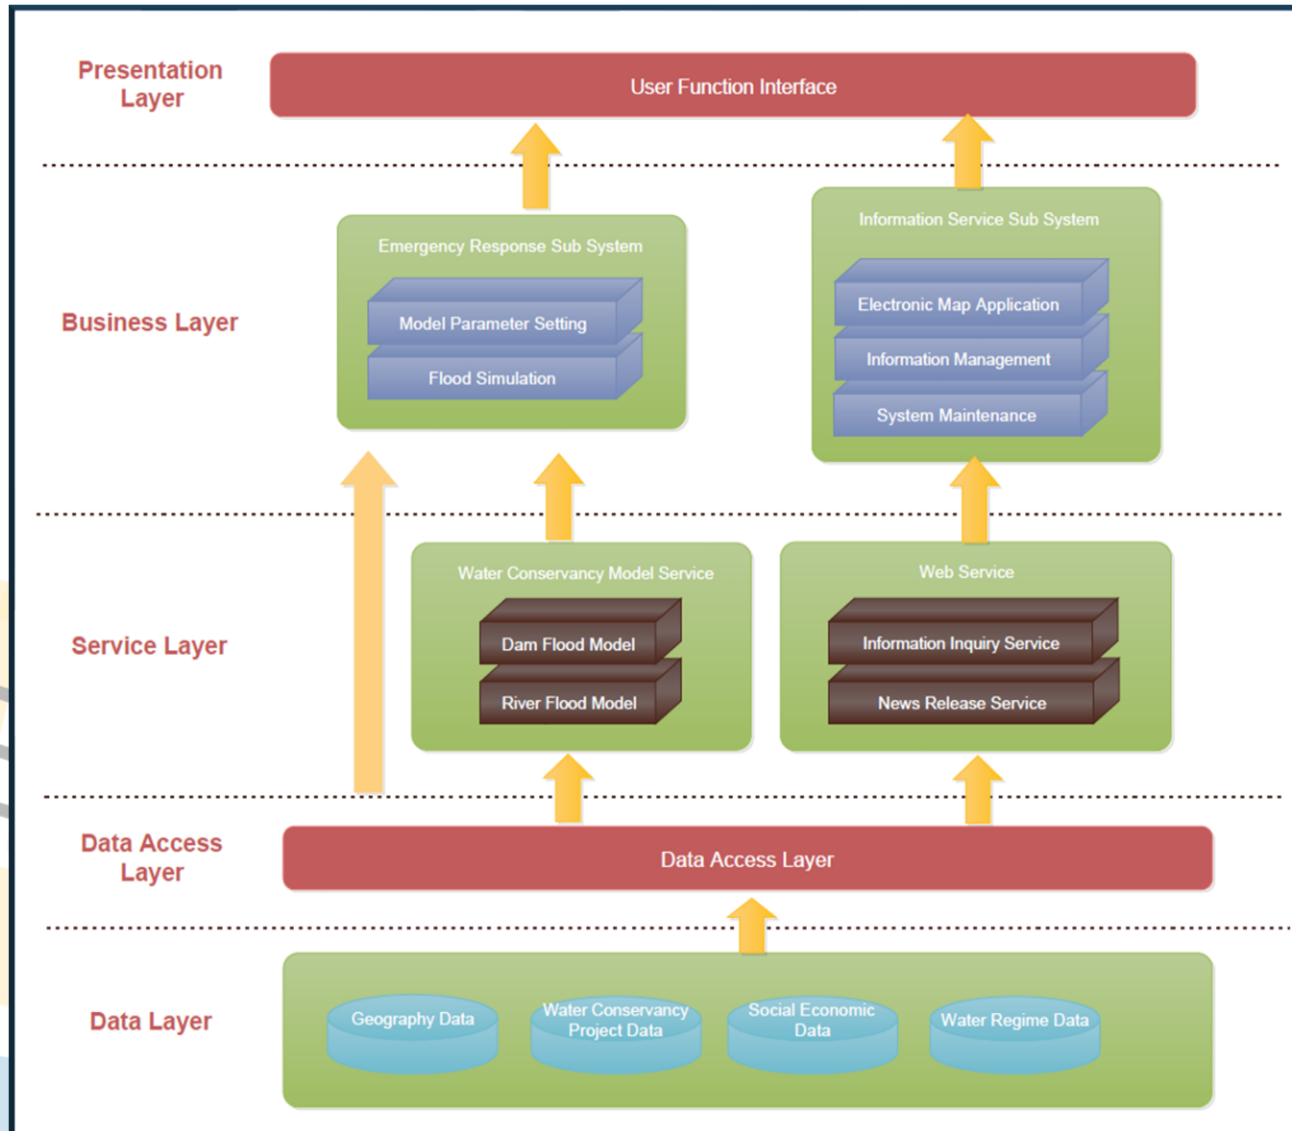 Presentation
Layer
User Function Interface
Business Layer
Emergency Response Sub System
Model Parameter Setting
Flood Simulation
Information Service Sub System
Electronic Map Application
Information Management
System Maintenance
Service Layer
Water Conservancy Model Service
Dam Flood Model
River Flood Model
Web Service
Information Inquiry Service
News Release Service
Data Access
Layer
Data Access Layer
Data Layer
Geography Data
Water Conservancy
Project Data
Social Economic
Data
Water Regime Data